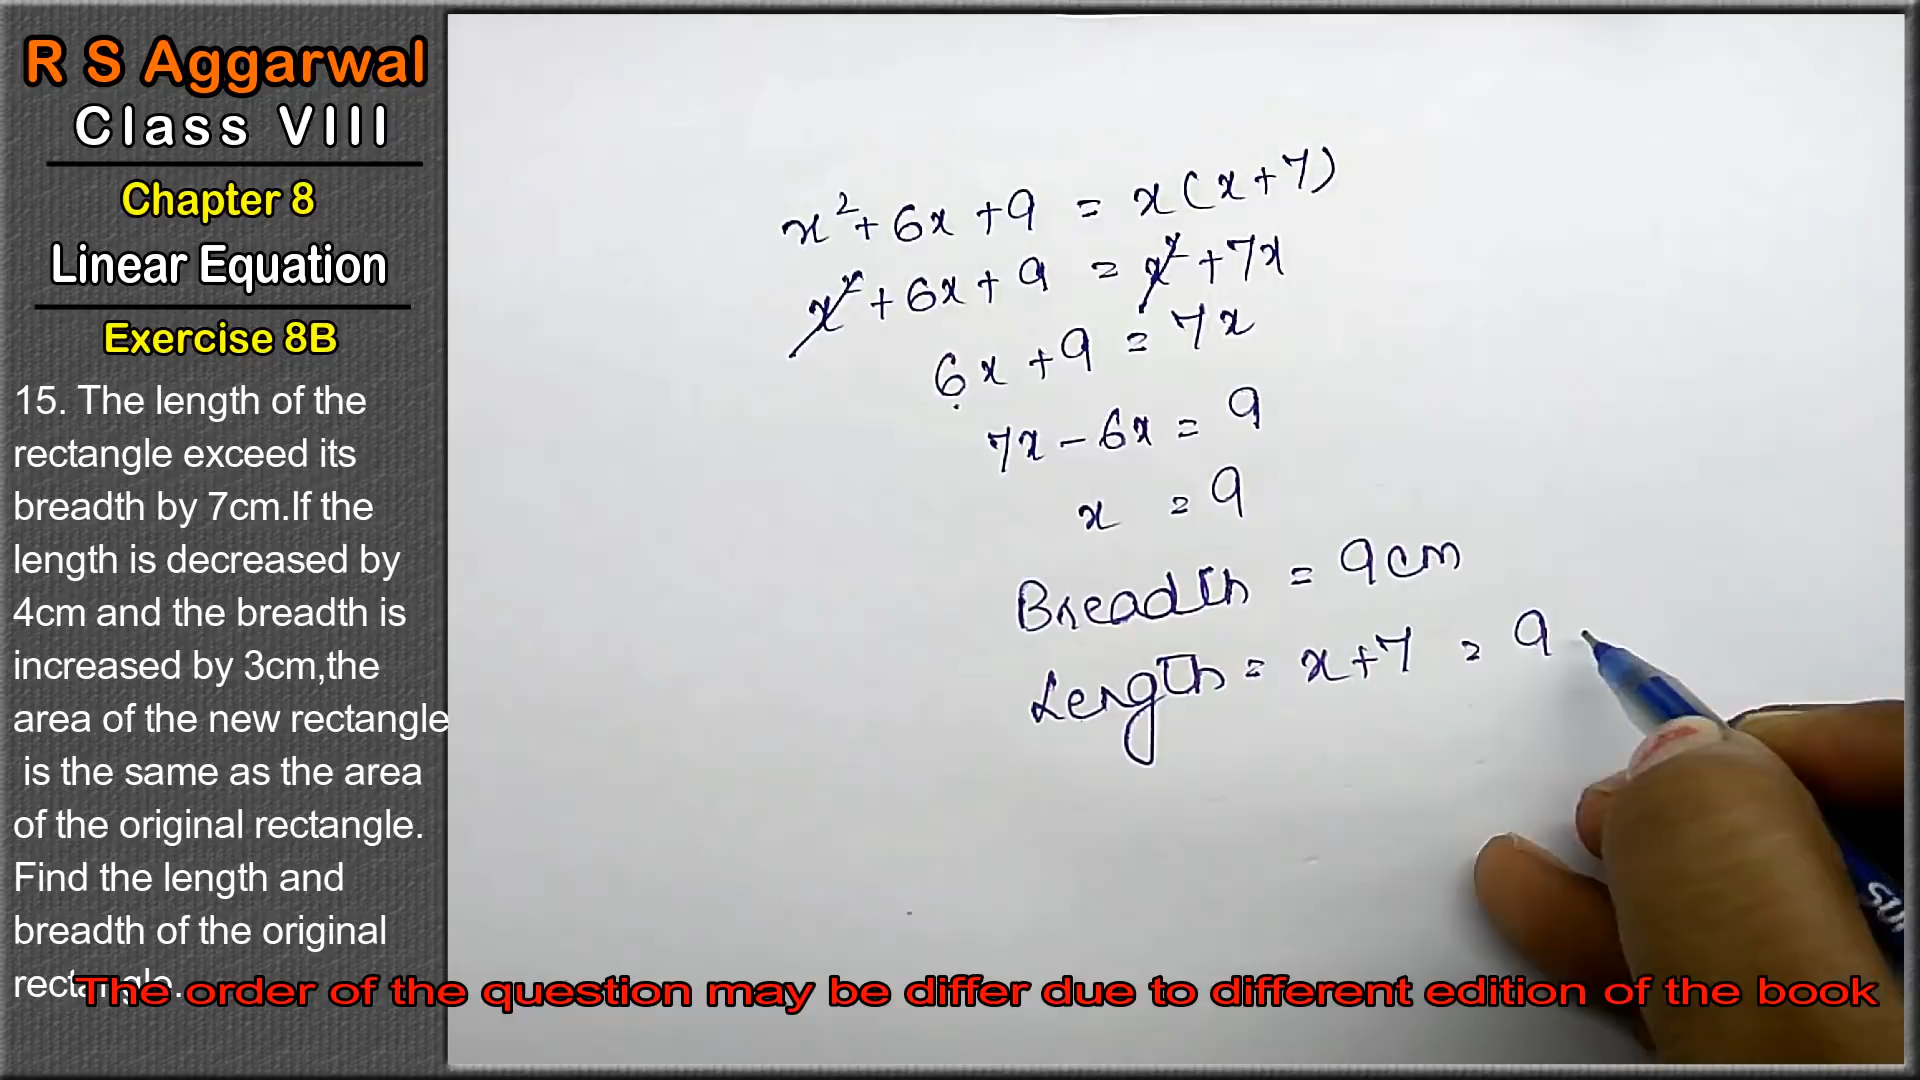 R S Aggarwal
Class VIII
Chapter 8
Linear Equation
Exercise 8B
15. The length of the
rectangle exceed its
breadth by 7cm.If the
length is decreased by
4cm and the breadth is
increased by 3cm,the
area of the new rectangle
is the same as the area
of the original rectangle.
Find the length and
breadth of the original
rectangle.
x² + 6x + 9 = x(x+7)
x² + 6x + 9 = x² + 7x
6x + 9 = 7x
7x - 6x = 9
x = 9
Breadth = 9cm
Length = x+7 = 9
The order of the question may be differ due to different edition of the book